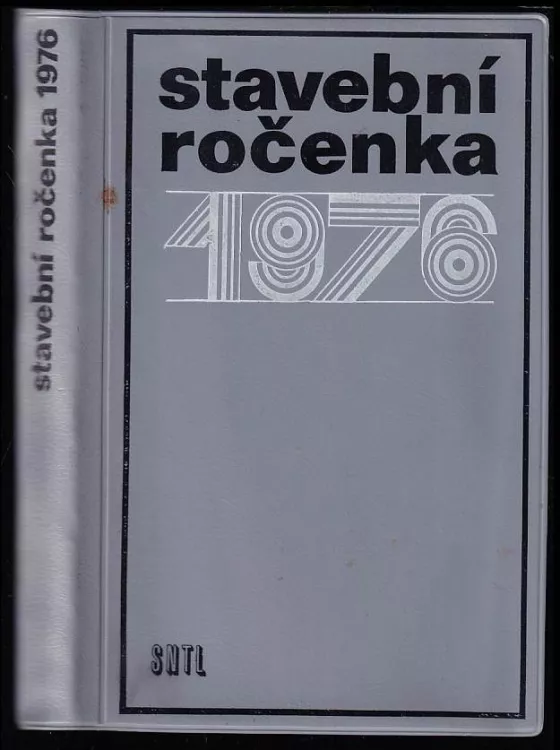 stavební ročenka 1976
stavební
ročenka
1976
SNTL